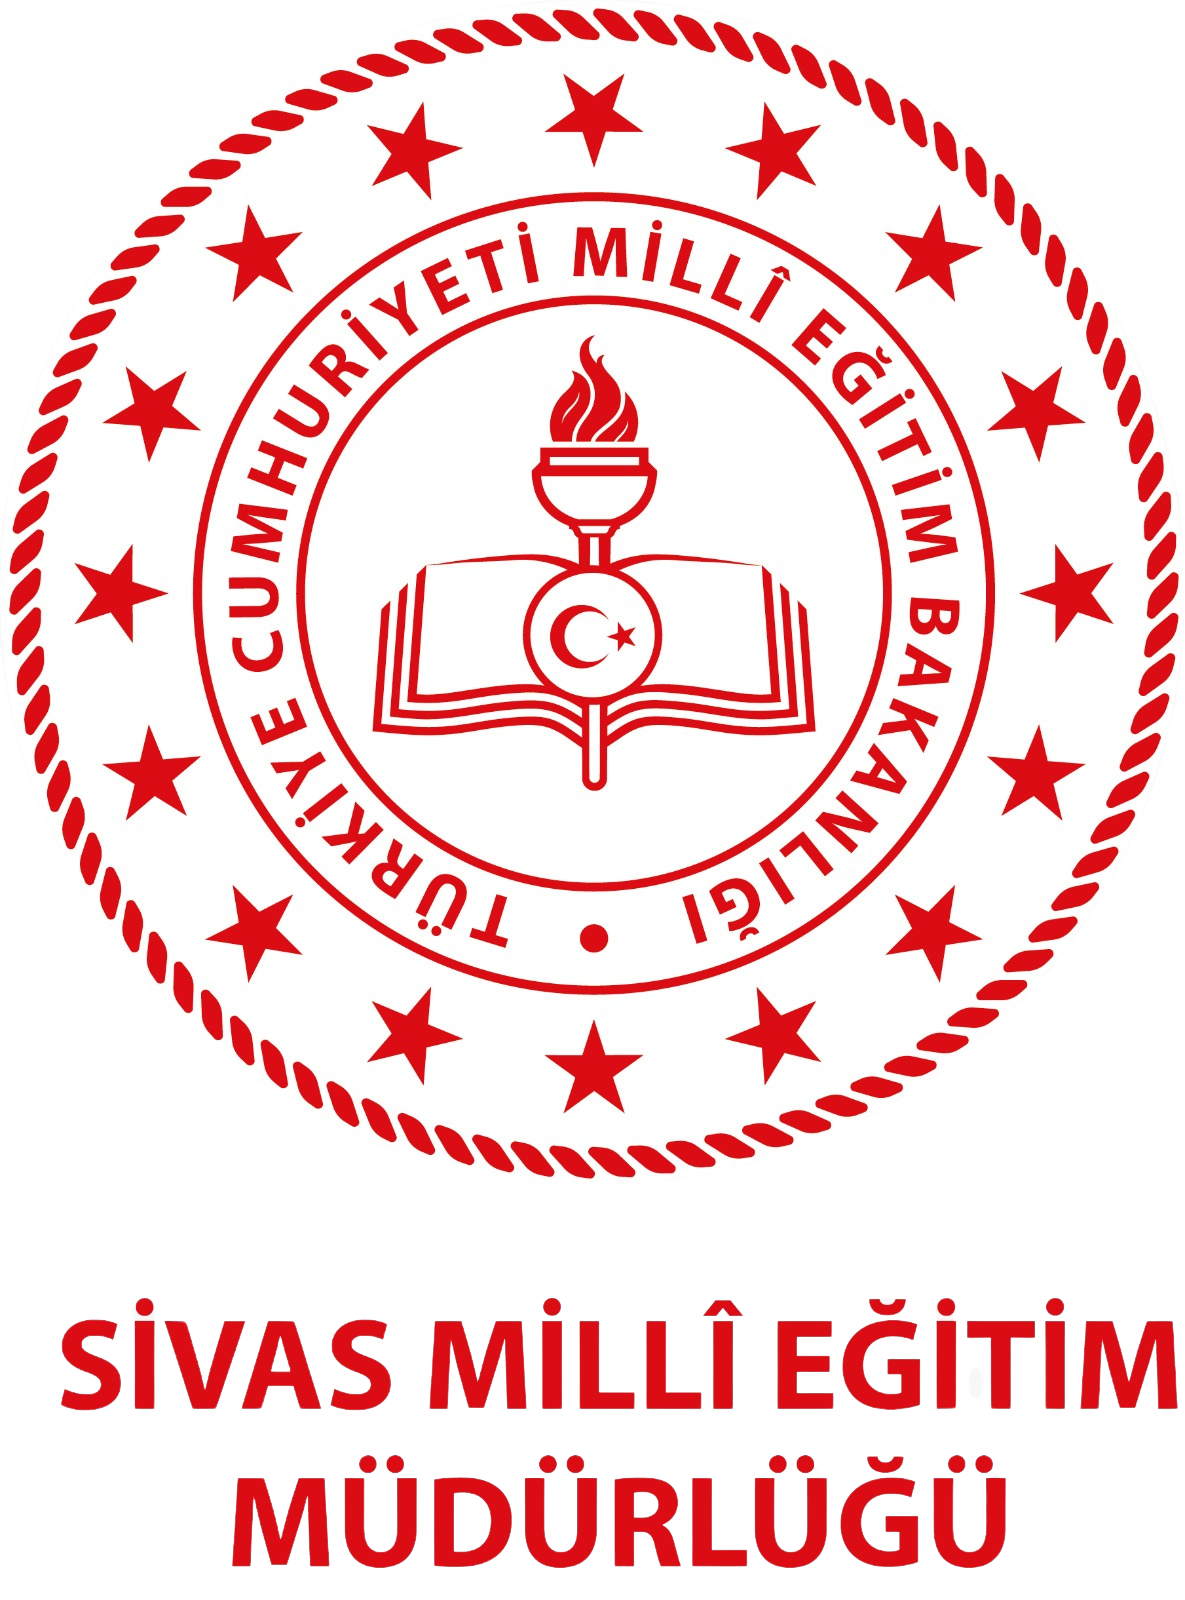 TÜRKİYE CUMHURİYETİ MİLLÎ EĞİTİM BAKANLIĞI
SİVAS MİLLÎ EĞİTİM
MÜDÜRLÜĞÜ